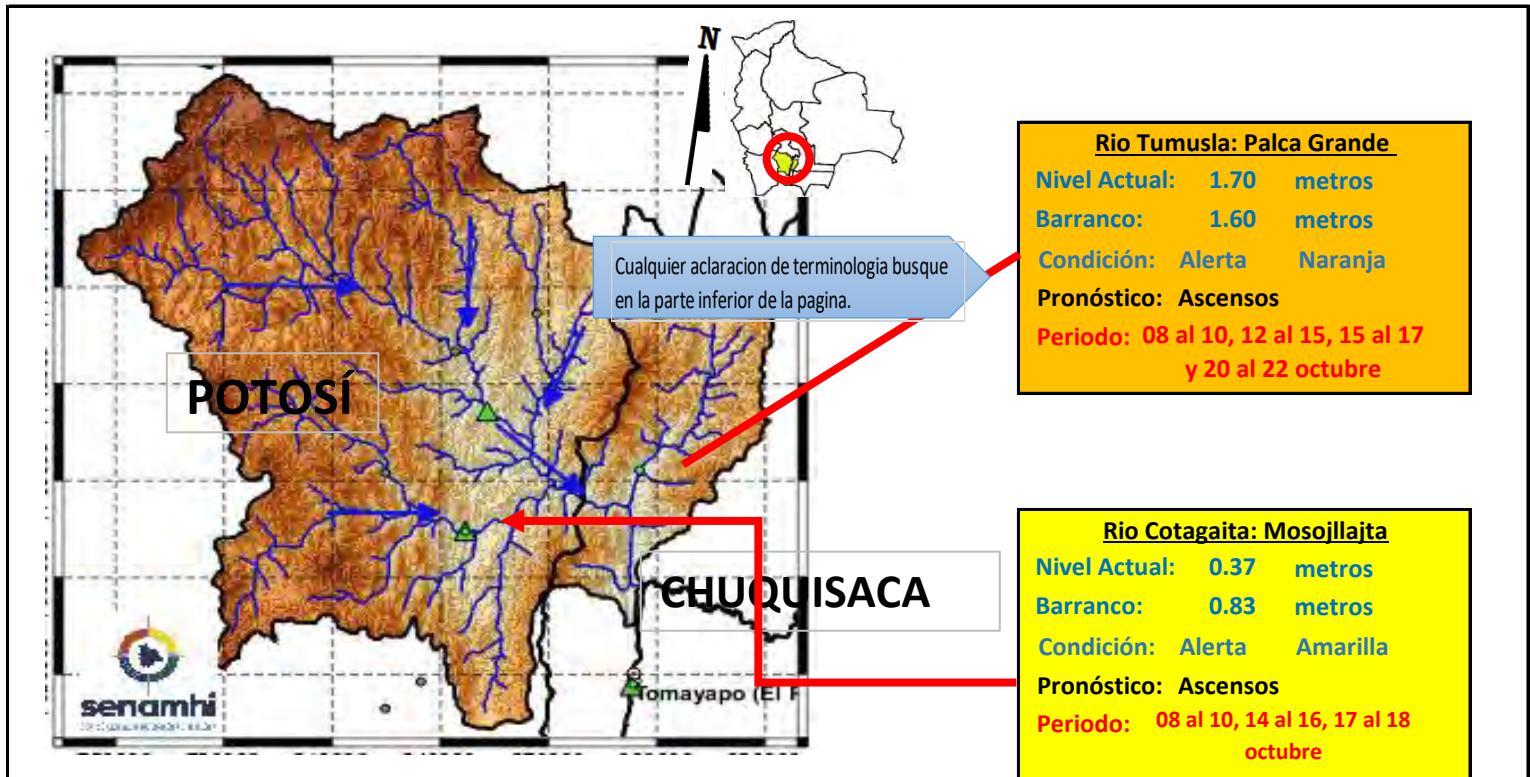 N
Rio Tumusla: Palca Grande
Nivel Actual: 1.70 metros
Barranco: 1.60 metros
Condición: Alerta Naranja
Pronóstico: Ascensos
Periodo: 08 al 10, 12 al 15, 15 al 17
y 20 al 22 octubre
Cualquier aclaracion de terminologia busque
en la parte inferior de la pagina.
POTOSÍ
CHUQUISACA
Rio Cotagaita: Mosojllajta
Nivel Actual: 0.37 metros
Barranco: 0.83 metros
Condición: Alerta Amarilla
Pronóstico: Ascensos
Periodo: 08 al 10, 14 al 16, 17 al 18
octubre
senamhi
Tomayapo (El